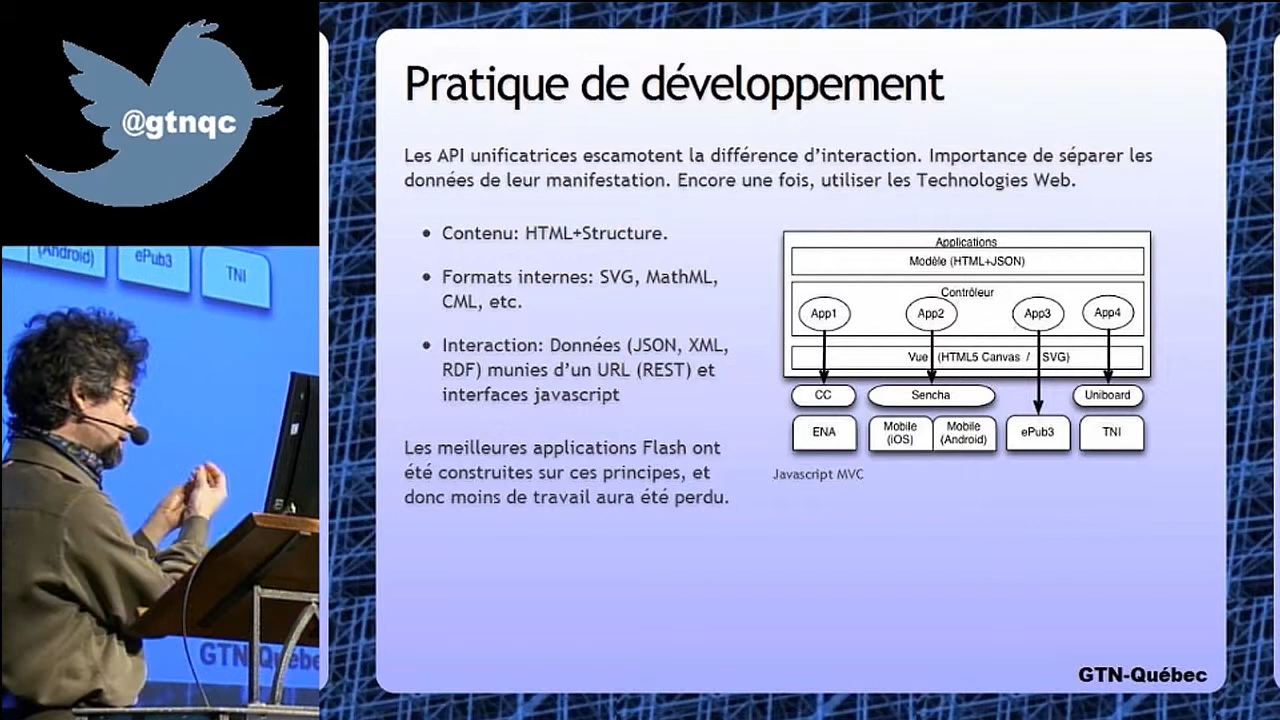 @gtnqc
(Android)
ePub3
TNI
GTN-Québe
Pratique de développement
Les API unificatrices escamotent la différence d’interaction. Importance de séparer les
données de leur manifestation. Encore une fois, utiliser les Technologies Web.
• Contenu: HTML+Structure.
• Formats internes: SVG, MathML,
CML, etc.
• Interaction: Données (JSON, XML,
RDF) munies d’un URL (REST) et
interfaces javascript
Les meilleures applications Flash ont
été construites sur ces principes, et
donc moins de travail aura été perdu.
Applications
Modèle (HTML+JSON)
Contrôleur
App1 App2 App3 App4
Vue (HTML5 Canvas / SVG)
CC Sencha Uniboard
ENA Mobile (iOS) Mobile (Android) ePub3 TNI
Javascript MVC
GTN-Québec